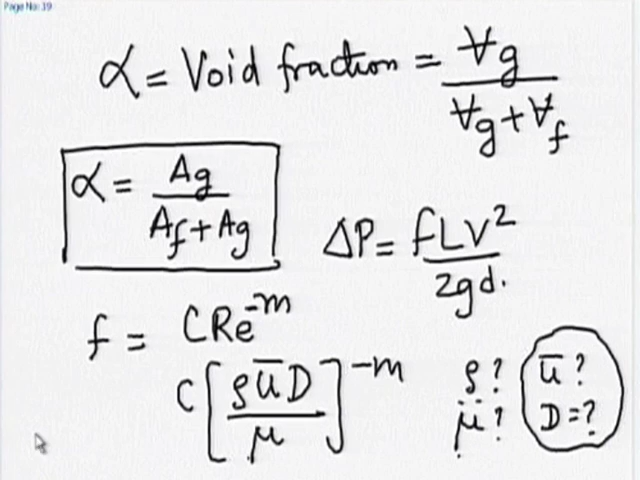 Page No: 39
α = Void fraction = ∀g / (∀g + ∀f)
α = Ag / (Af + Ag)
ΔP = fLV² / 2gd.
f = CRe^-m
C[ρūD / μ]^-m
ρ? ū?
μ? D=?